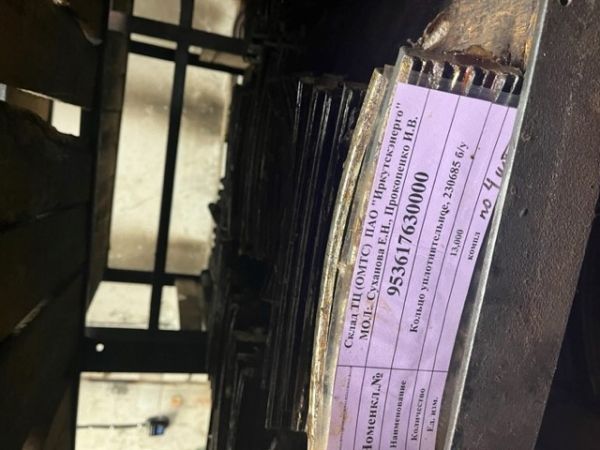 Склад ТЦ (ОМТС) ПАО "Иркутскэнерго"
МОЛ: Суханова Е.Н., Прокопенко И.В.
Номенкл.№ 953617630000
Наименование Кольцо уплотнительное, 230685 б/у
Количество 13,000
Ед. изм. компл
по 4 шт